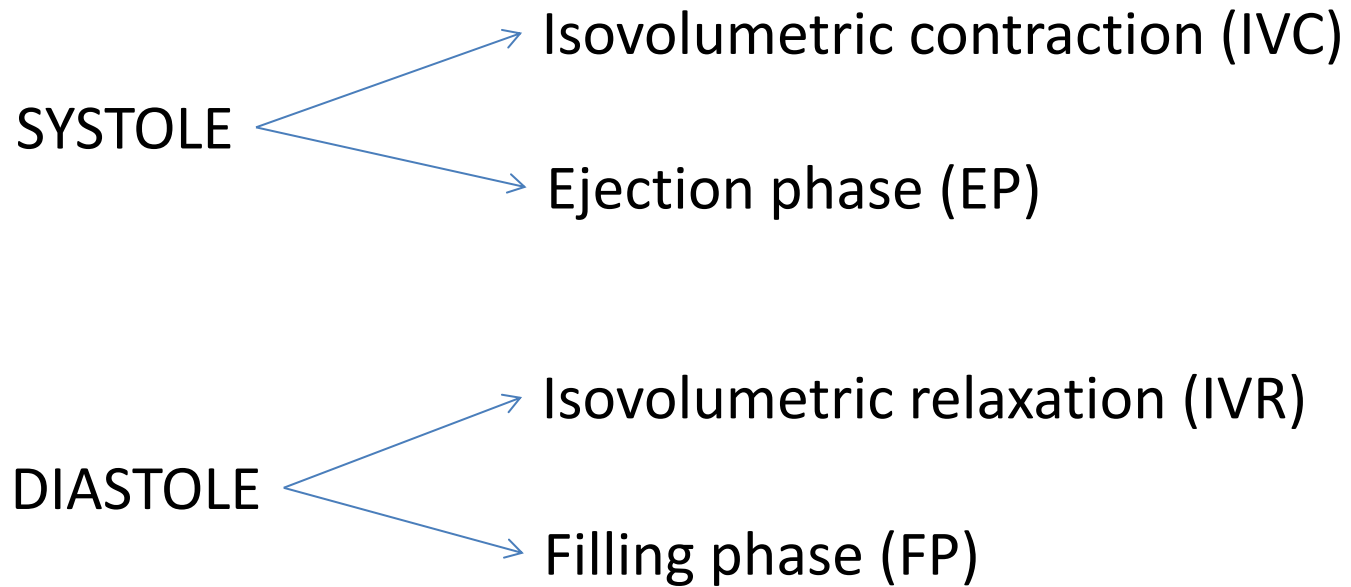 Isovolumetric contraction (IVC)
SYSTOLE
Ejection phase (EP)
Isovolumetric relaxation (IVR)
DIASTOLE
Filling phase (FP)